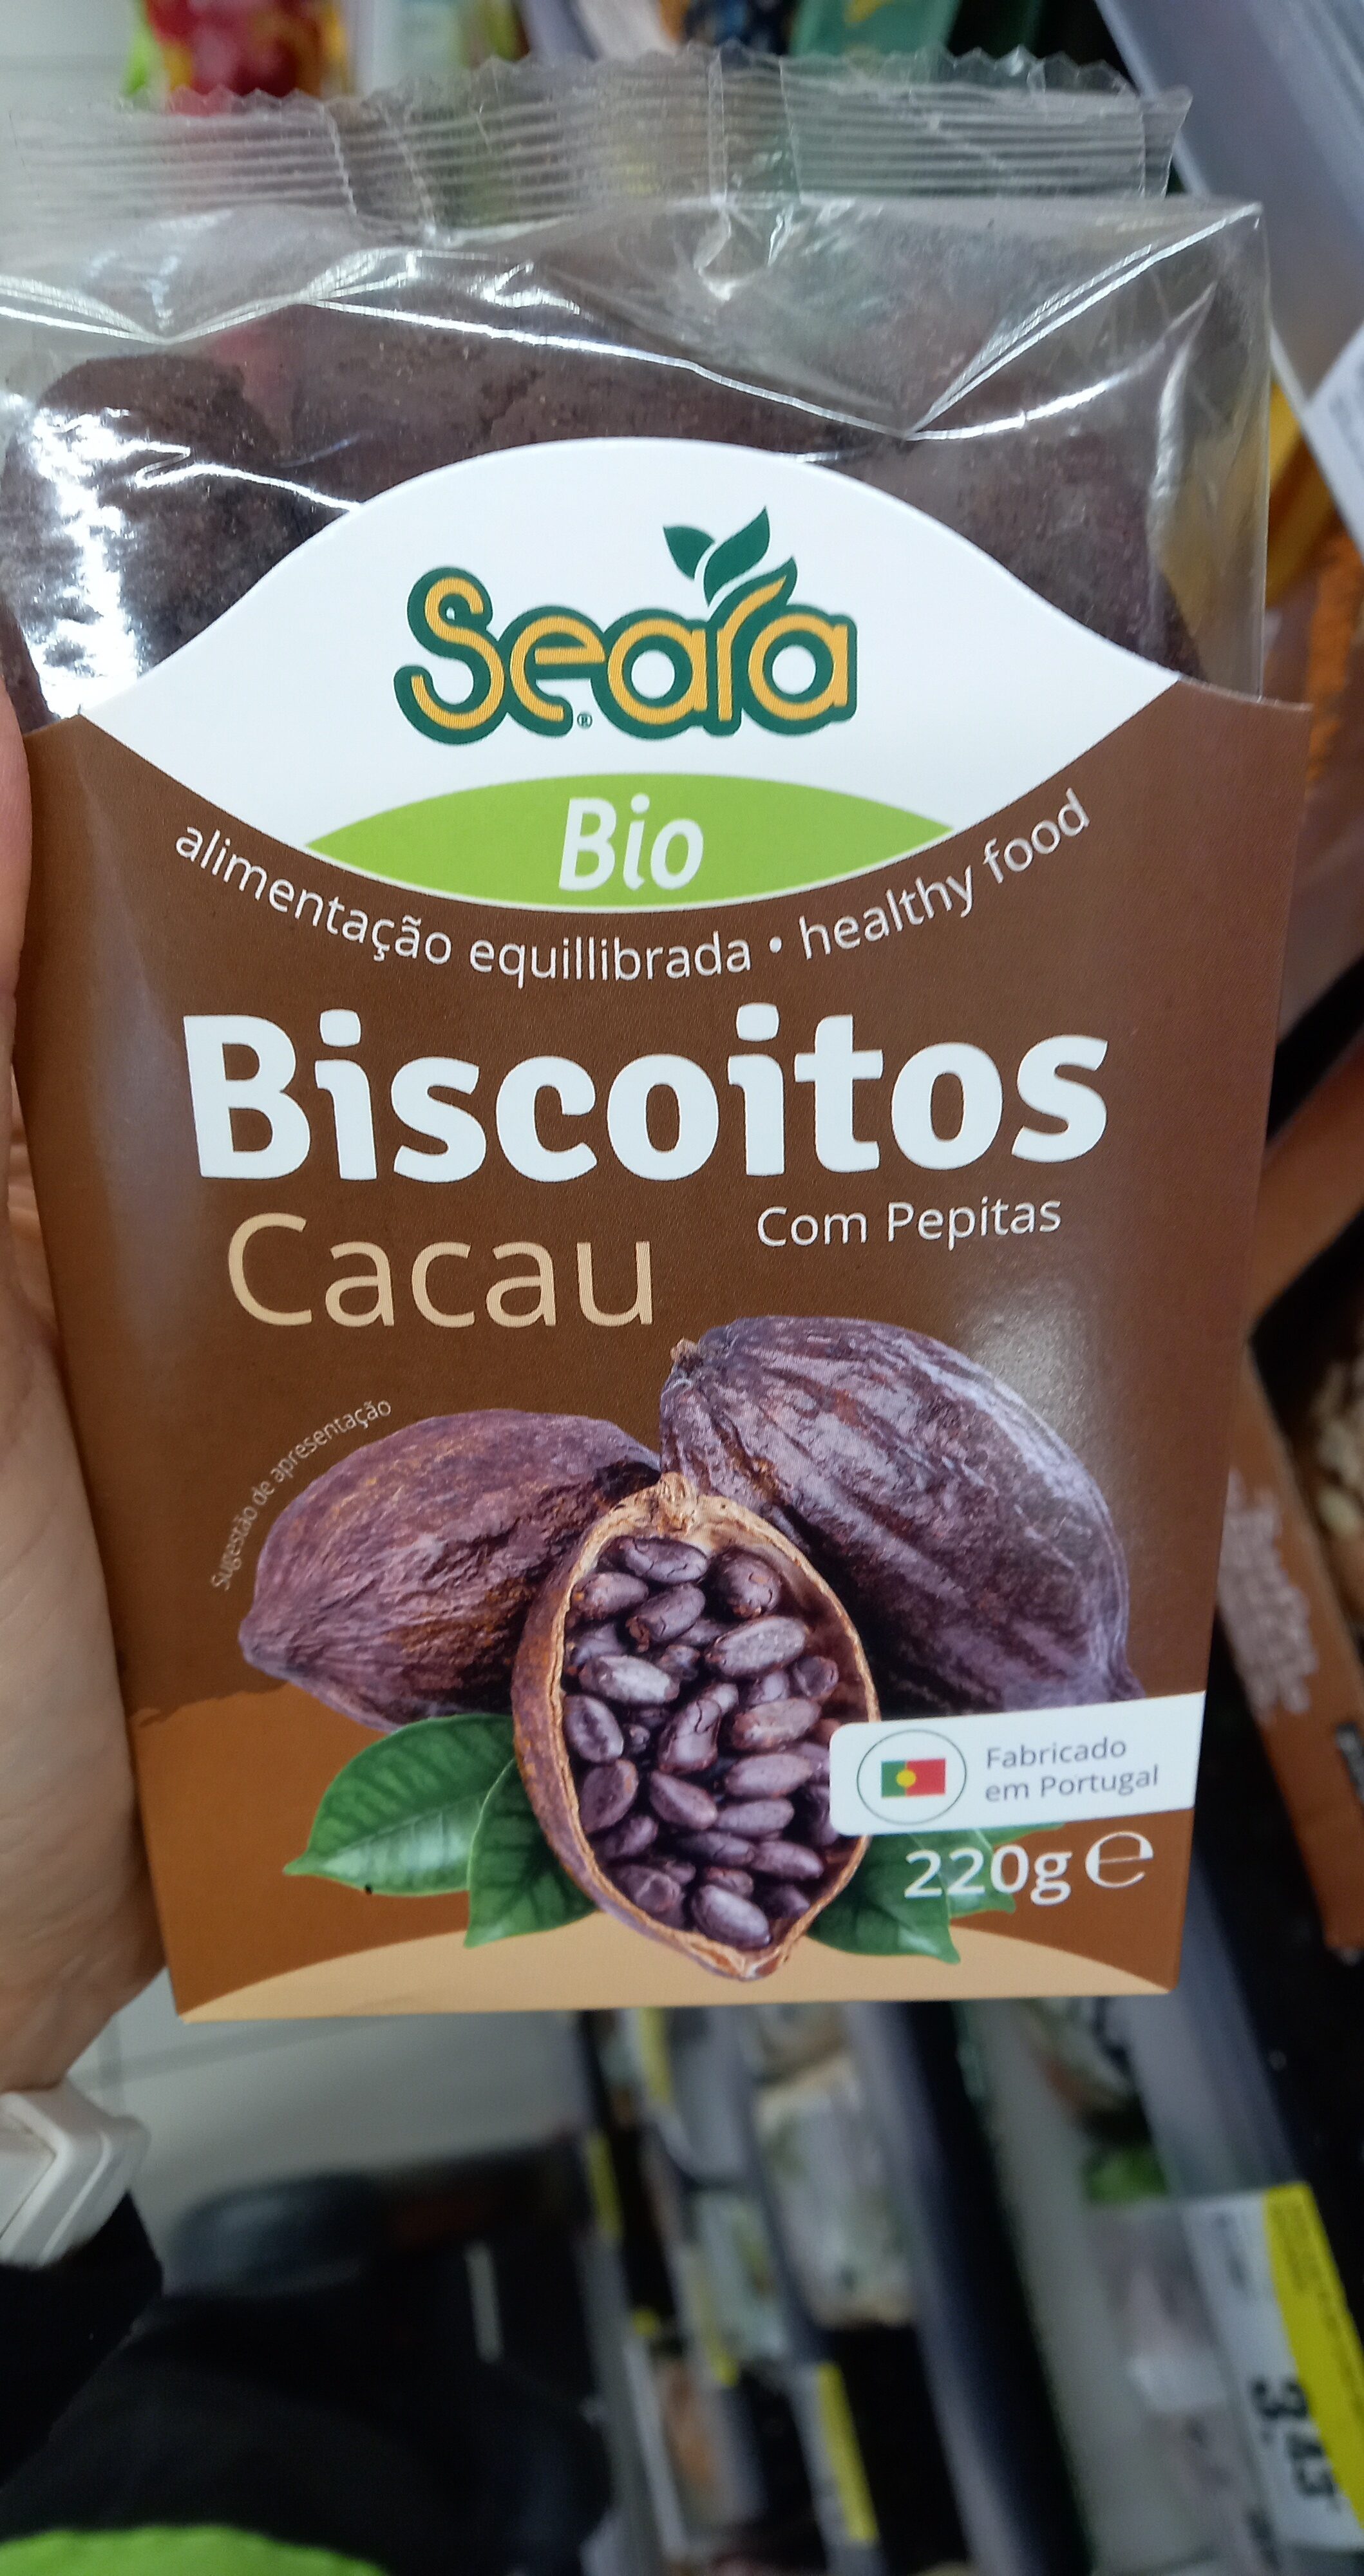 Seara
®
Bio
alimentação equillibrada • healthy food
Biscoitos
Cacau
Com Pepitas
Sugestão de apresentação
Fabricado
em Portugal
220g ℮